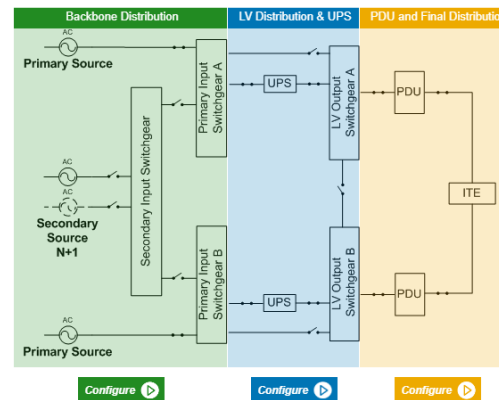 Backbone Distribution
LV Distribution & UPS
PDU and Final Distributio
AC
Primary Source
Primary Input
Switchgear A
UPS
LV Output
Switchgear A
PDU
Secondary Input Switchgear
AC
AC
Secondary
Source
N+1
ITE
Primary Input
Switchgear B
UPS
LV Output
Switchgear B
PDU
AC
Primary Source
Configure
Configure
Configure